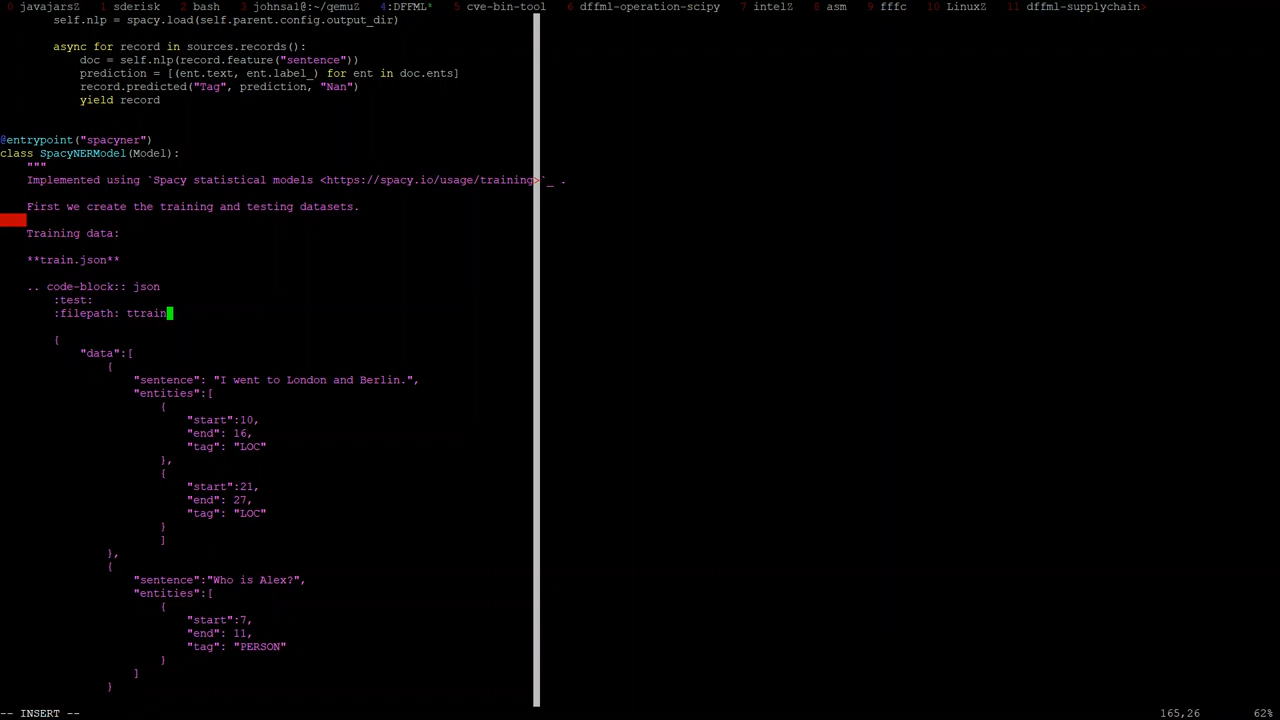 0 javajarsZ 1 sderisk 2 bash 3 johnsa1@:~/qemuZ 4:DFFML* 5 cve-bin-tool 6 dffml-operation-scipy 7 intelZ 8 asm 9 fffc 10 LinuxZ 11 dffml-supplychain>
self.nlp = spacy.load(self.parent.config.output_dir)
async for record in sources.records():
doc = self.nlp(record.feature("sentence"))
prediction = [(ent.text, ent.label_) for ent in doc.ents]
record.predicted("Tag", prediction, "Nan")
yield record
@entrypoint("spacyner")
class SpacyNERModel(Model):
"""
Implemented using `Spacy statistical models <https://spacy.io/usage/training>`_ .
First we create the training and testing datasets.
Training data:
**train.json**
.. code-block:: json
:test:
:filepath: ttrain
{
"data":[
{
"sentence": "I went to London and Berlin.",
"entities":[
{
"start":10,
"end": 16,
"tag": "LOC"
},
{
"start":21,
"end": 27,
"tag": "LOC"
}
]
},
{
"sentence":"Who is Alex?",
"entities":[
{
"start":7,
"end": 11,
"tag": "PERSON"
}
]
}
-- INSERT -- 165,26 62%